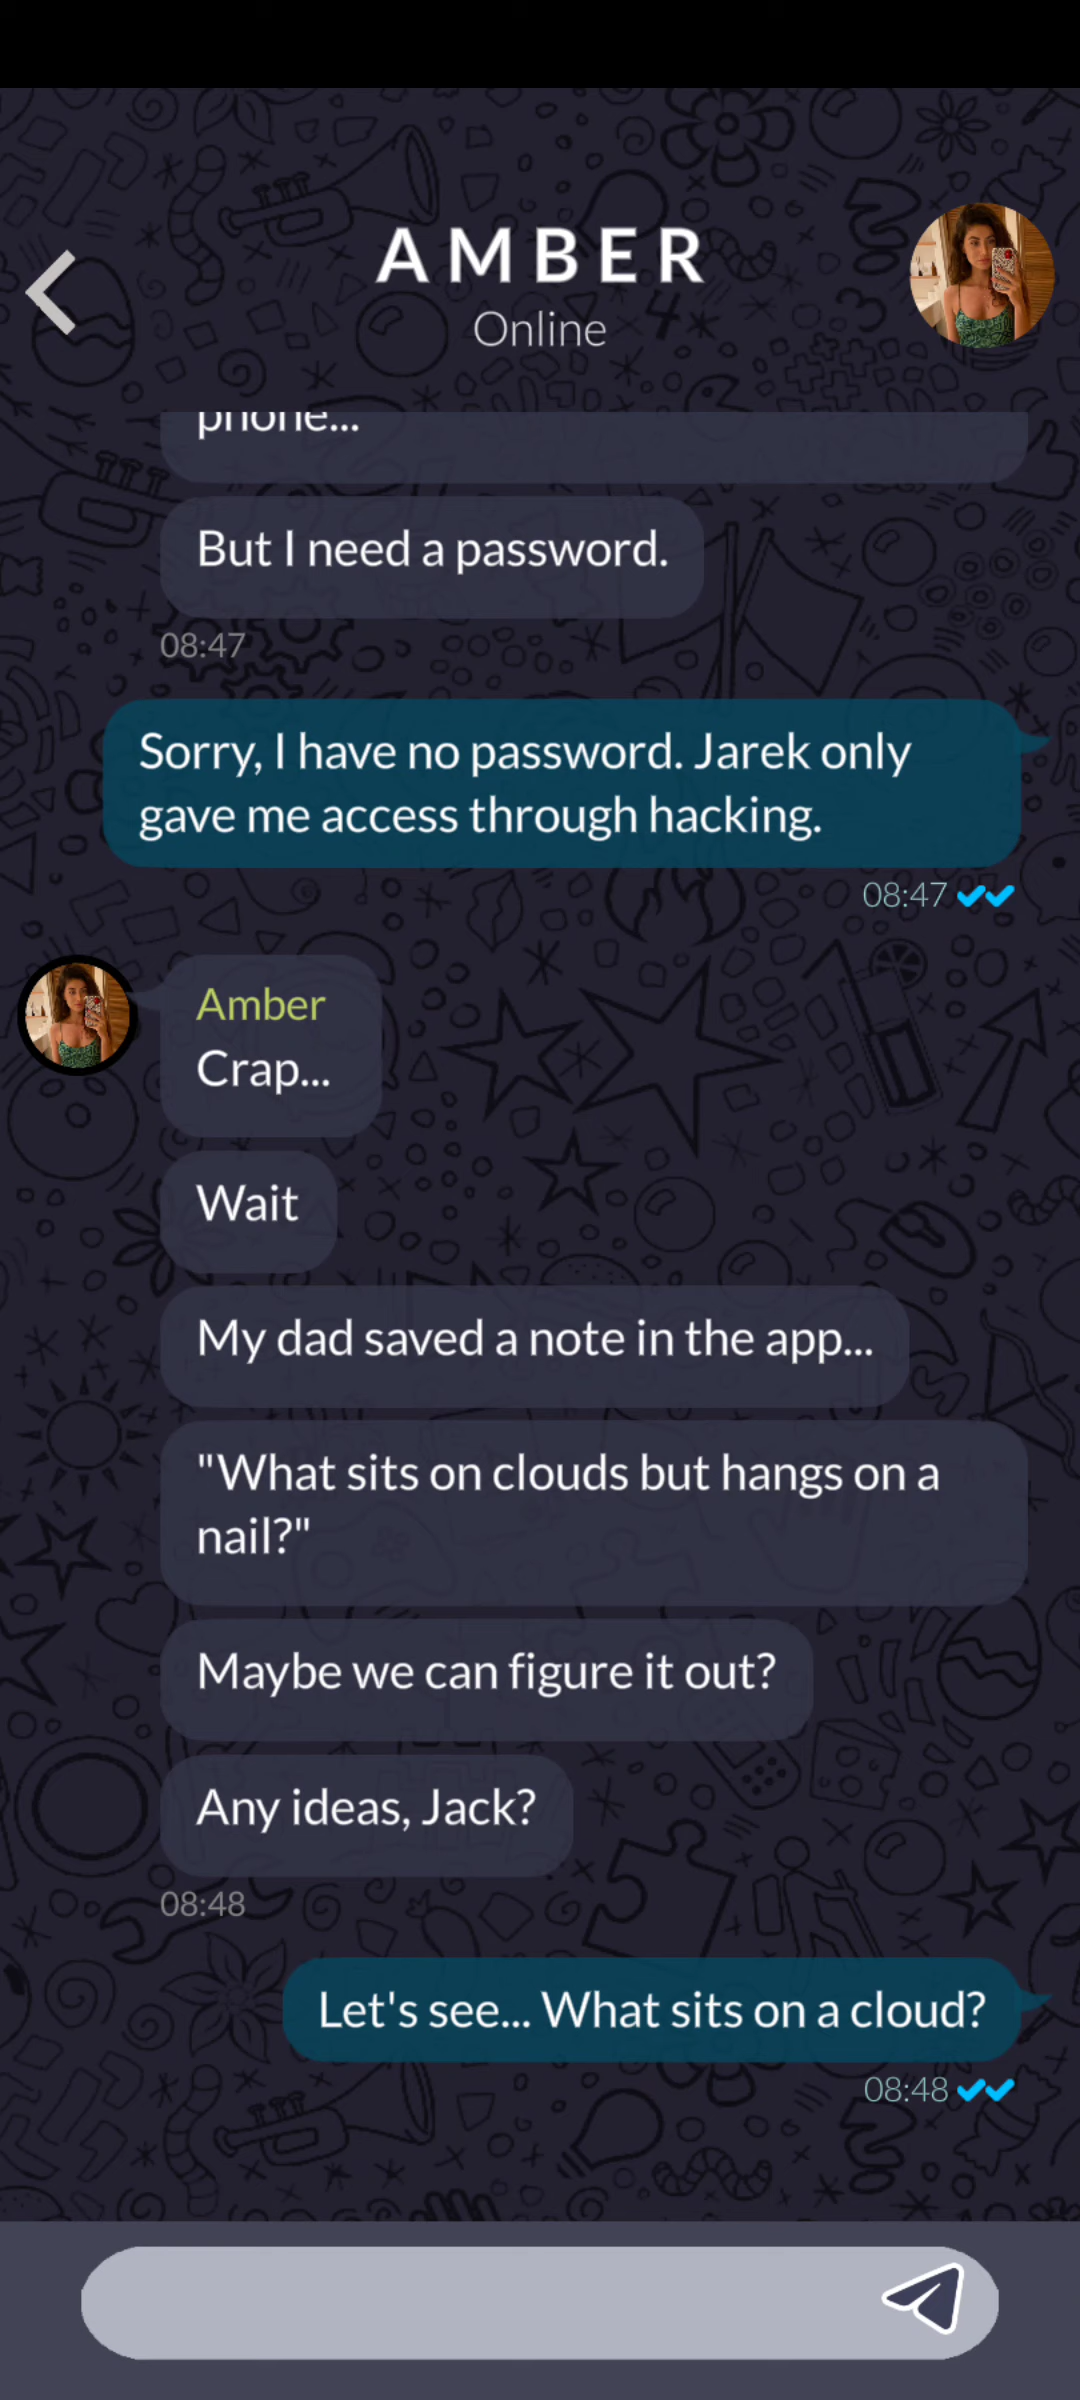 AMBER
Online
phone...
But I need a password.
08:47
Sorry, I have no password. Jarek only
gave me access through hacking.
08:47
Amber
Crap...
Wait
My dad saved a note in the app...
"What sits on clouds but hangs on a
nail?"
Maybe we can figure it out?
Any ideas, Jack?
08:48
Let's see... What sits on a cloud?
08:48